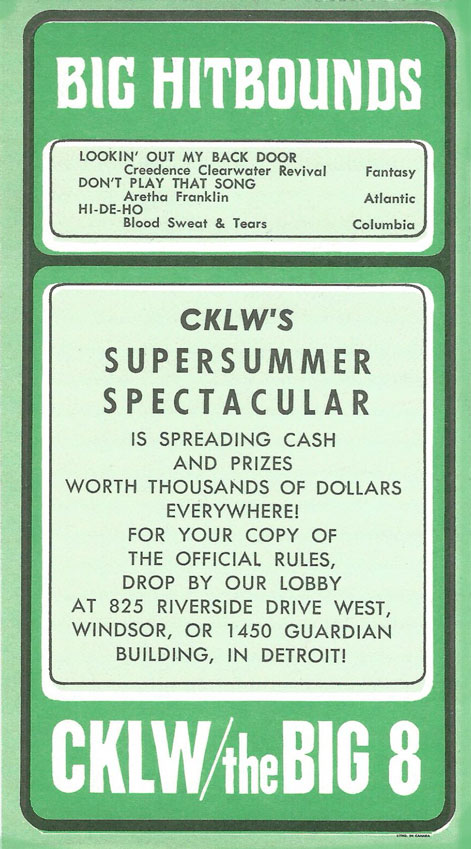 BIG HITBOUNDS
LOOKIN' OUT MY BACK DOOR
Creedence Clearwater Revival Fantasy
DON'T PLAY THAT SONG
Aretha Franklin Atlantic
HI-DE-HO
Blood Sweat & Tears Columbia
CKLW'S
SUPERSUMMER
SPECTACULAR
IS SPREADING CASH
AND PRIZES
WORTH THOUSANDS OF DOLLARS
EVERYWHERE!
FOR YOUR COPY OF
THE OFFICIAL RULES,
DROP BY OUR LOBBY
AT 825 RIVERSIDE DRIVE WEST,
WINDSOR, OR 1450 GUARDIAN
BUILDING, IN DETROIT!
CKLW/the BIG 8
IN CANADA